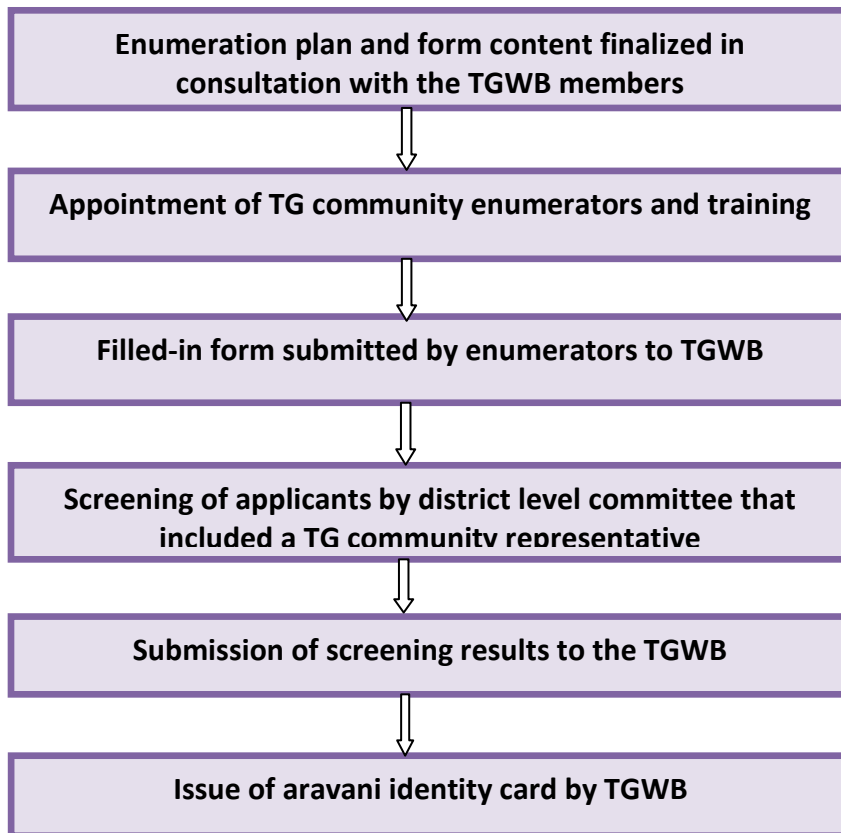 Enumeration plan and form content finalized in
consultation with the TGWB members
Appointment of TG community enumerators and training
Filled-in form submitted by enumerators to TGWB
Screening of applicants by district level committee that
included a TG community representative
Submission of screening results to the TGWB
Issue of aravani identity card by TGWB